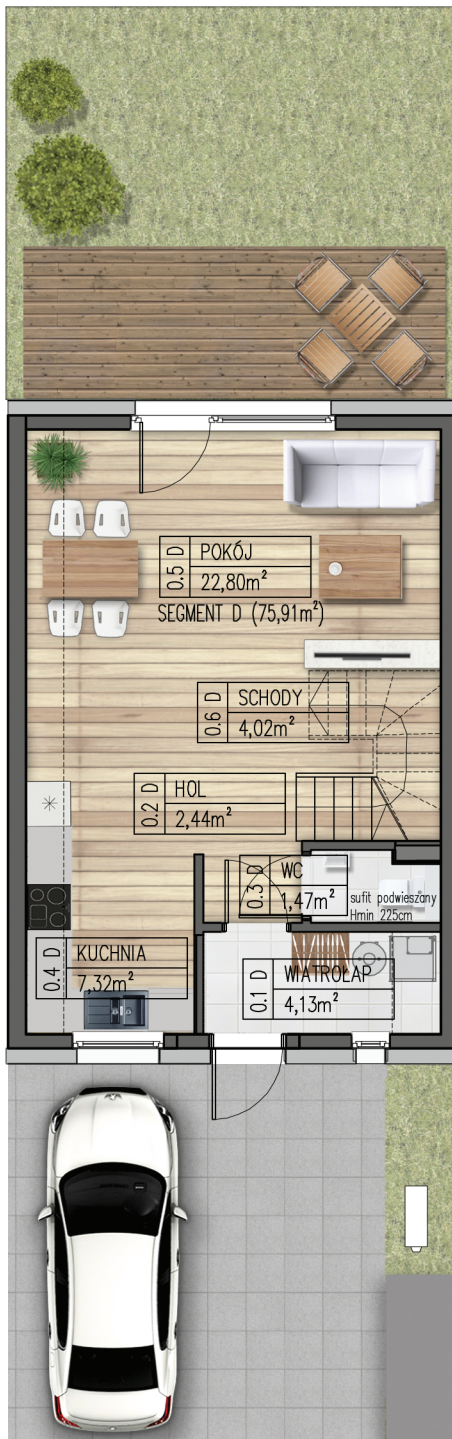 0.5 D
POKÓJ
22,80m²
SEGMENT D (75,91m²)
0.6 D
SCHODY
4,02m²
0.2 D
HOL
2,44m²
0.3 D
WC
1,47m²
sufit podwieszany
Hmin 225cm
0.4 D
KUCHNIA
7,32m²
0.1 D
WIATROŁAP
4,13m²